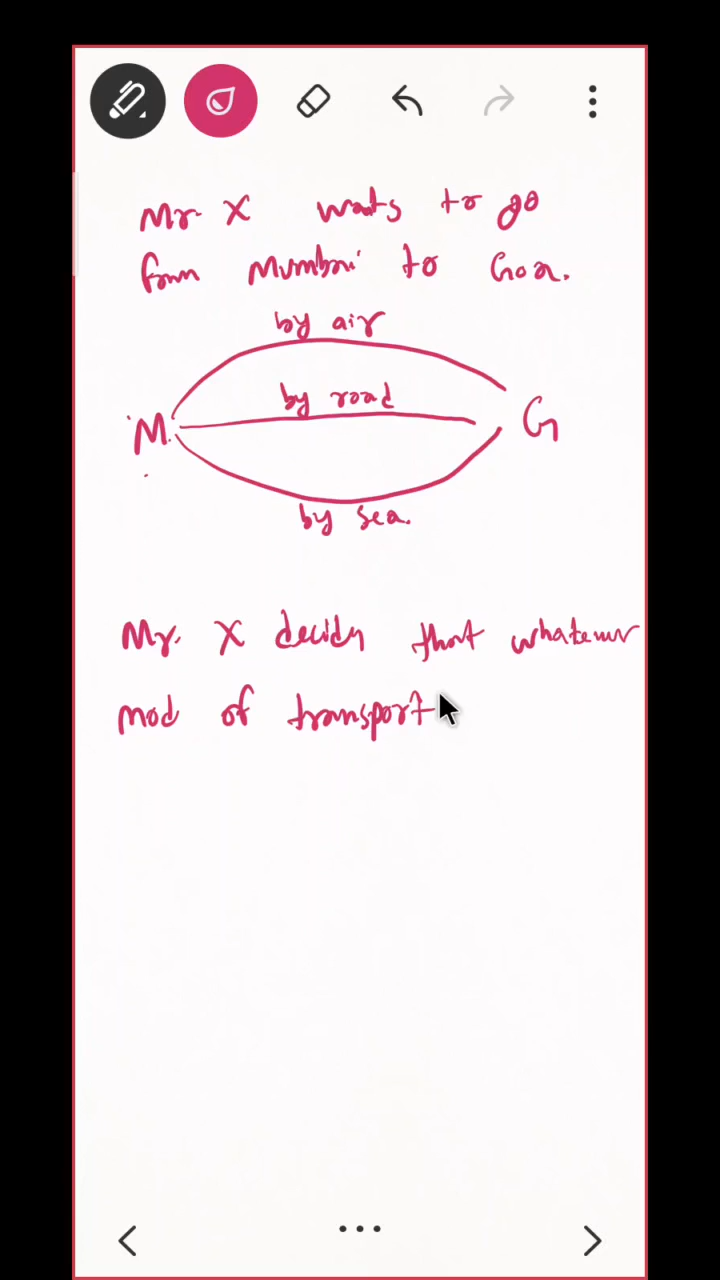 Mr. X wants to go
from Mumbai to Goa.
by air
by road
M. G
by sea.
Mr. X decides that whatever
mod of transport